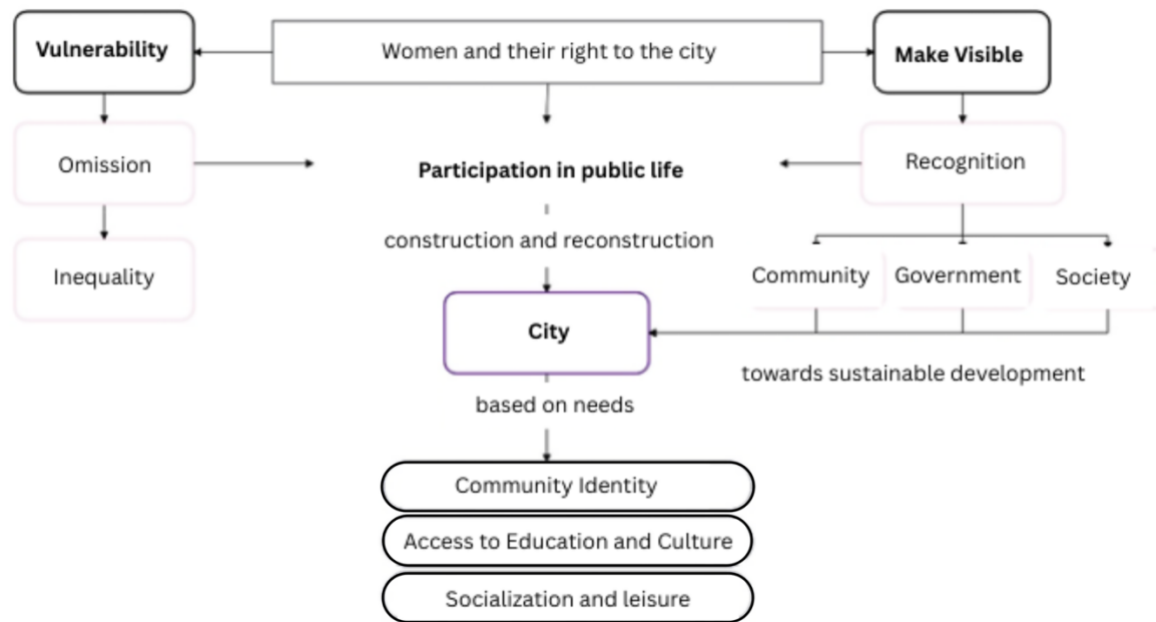 Vulnerability
Women and their right to the city
Make Visible
Omission
Participation in public life
Recognition
construction and reconstruction
Inequality
Community
Government
Society
City
towards sustainable development
based on needs
Community Identity
Access to Education and Culture
Socialization and leisure